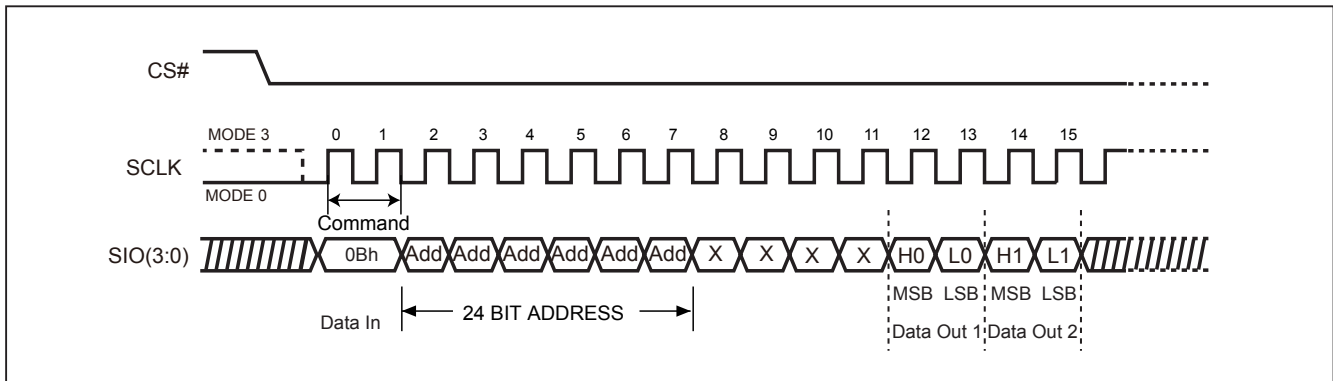 CS#
MODE 3
0 1 2 3 4 5 6 7 8 9 10 11 12 13 14 15
SCLK
MODE 0
Command
SIO(3:0)
0Bh Add Add Add Add Add Add X X X X H0 L0 H1 L1
MSB LSB MSB LSB
Data In
24 BIT ADDRESS
Data Out 1 Data Out 2